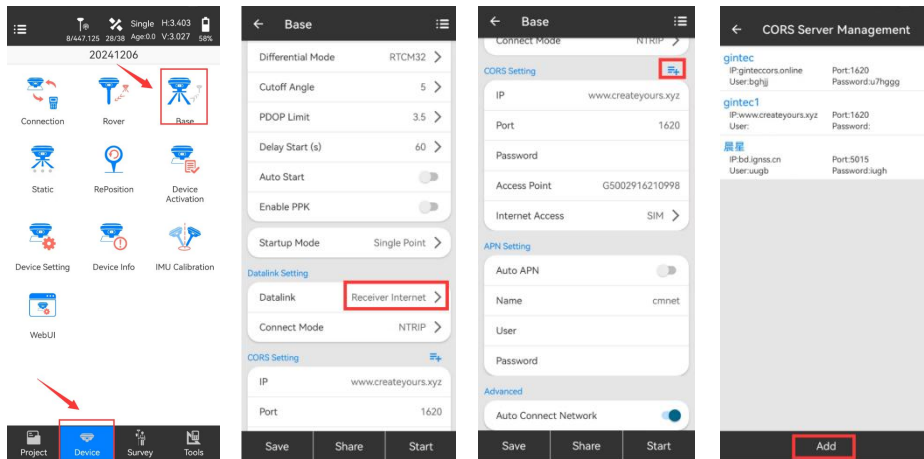 Single H:3.403
8/447.125 28/38 Age:0.0 V:3.027 58%
20241206
Connection Rover Base
Static RePosition Device Activation
Device Setting Device Info IMU Calibration
WebUI
Project Device Survey Tools
Base
Differential Mode RTCM32
Cutoff Angle 5
PDOP Limit 3.5
Delay Start (s) 60
Auto Start
Enable PPK
Startup Mode Single Point
Datalink Setting
Datalink Receiver Internet
Connect Mode NTRIP
CORS Setting
IP www.createyours.xyz
Port 1620
Save Share Start
Base
Connect Mode NTRIP
CORS Setting
IP www.createyours.xyz
Port 1620
Password
Access Point G5002916210998
Internet Access SIM
APN Setting
Auto APN
Name cmnet
User
Password
Advanced
Auto Connect Network
Save Share Start
CORS Server Management
gintec
IP:ginteccors.online Port:1620
User:bghjj Password:u7hggg
gintec1
IP:www.createyours.xyz Port:1620
User: Password:
晨星
IP:bd.ignss.cn Port:5015
User:uugb Password:iugh
Add